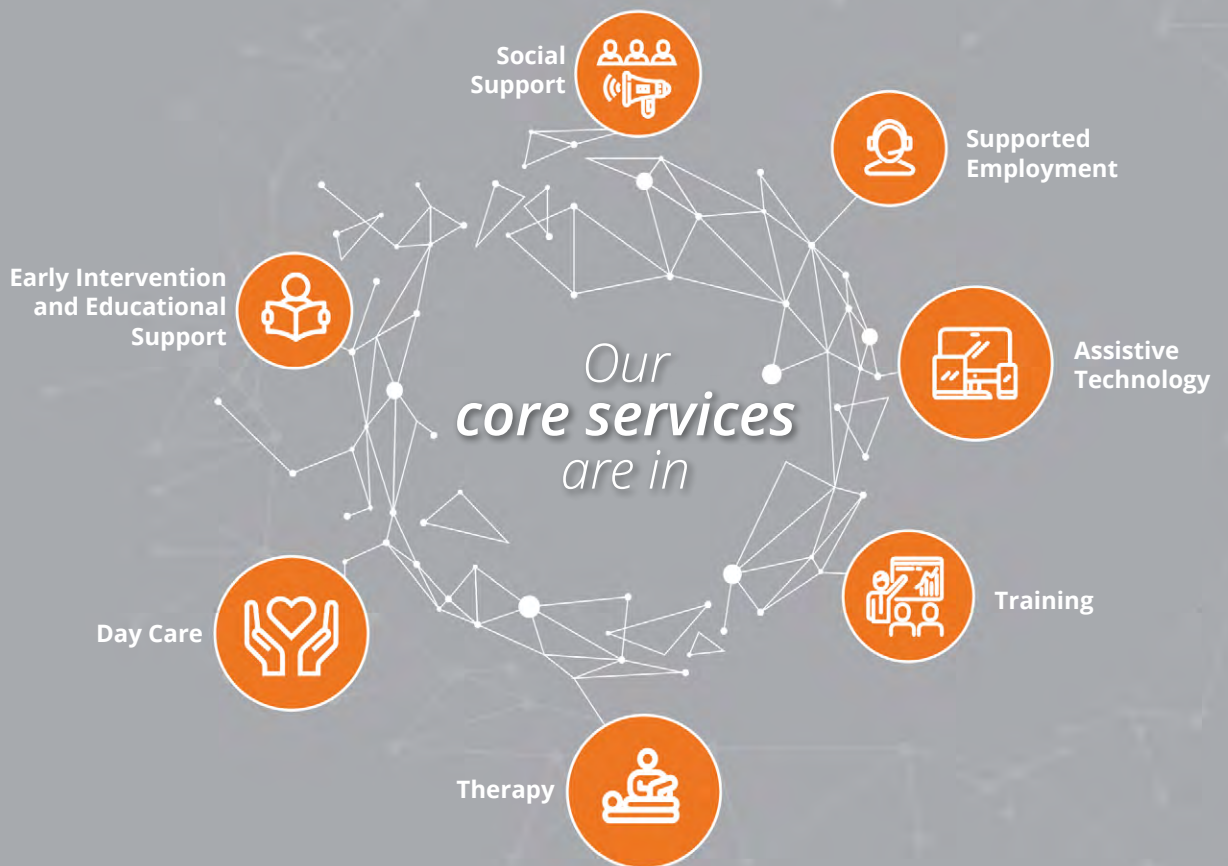 Social
Support
Supported
Employment
Early Intervention
and Educational
Support
Our
core services
are in
Assistive
Technology
Day Care
Training
Therapy